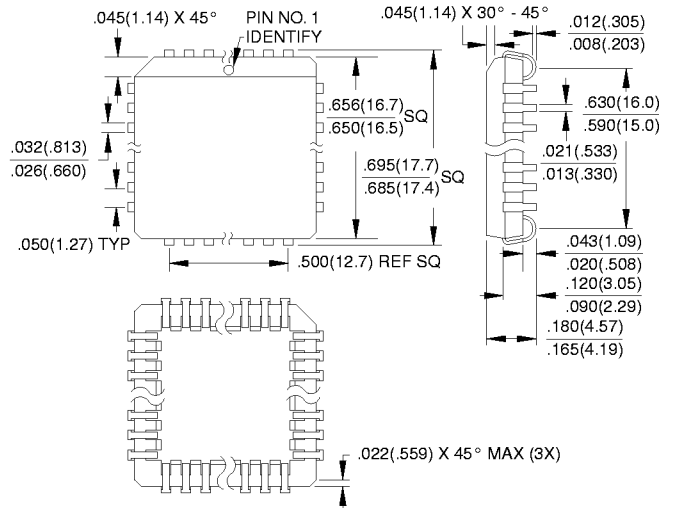 .045(1.14) X 45°
PIN NO. 1
IDENTIFY
.045(1.14) X 30° - 45°
.012(.305)
.008(.203)
.656(16.7)
.650(16.5)
SQ
.630(16.0)
.590(15.0)
.032(.813)
.026(.660)
.021(.533)
.013(.330)
.695(17.7)
.685(17.4)
SQ
.050(1.27) TYP
.500(12.7) REF SQ
.043(1.09)
.020(.508)
.120(3.05)
.090(2.29)
.180(4.57)
.165(4.19)
.022(.559) X 45° MAX (3X)